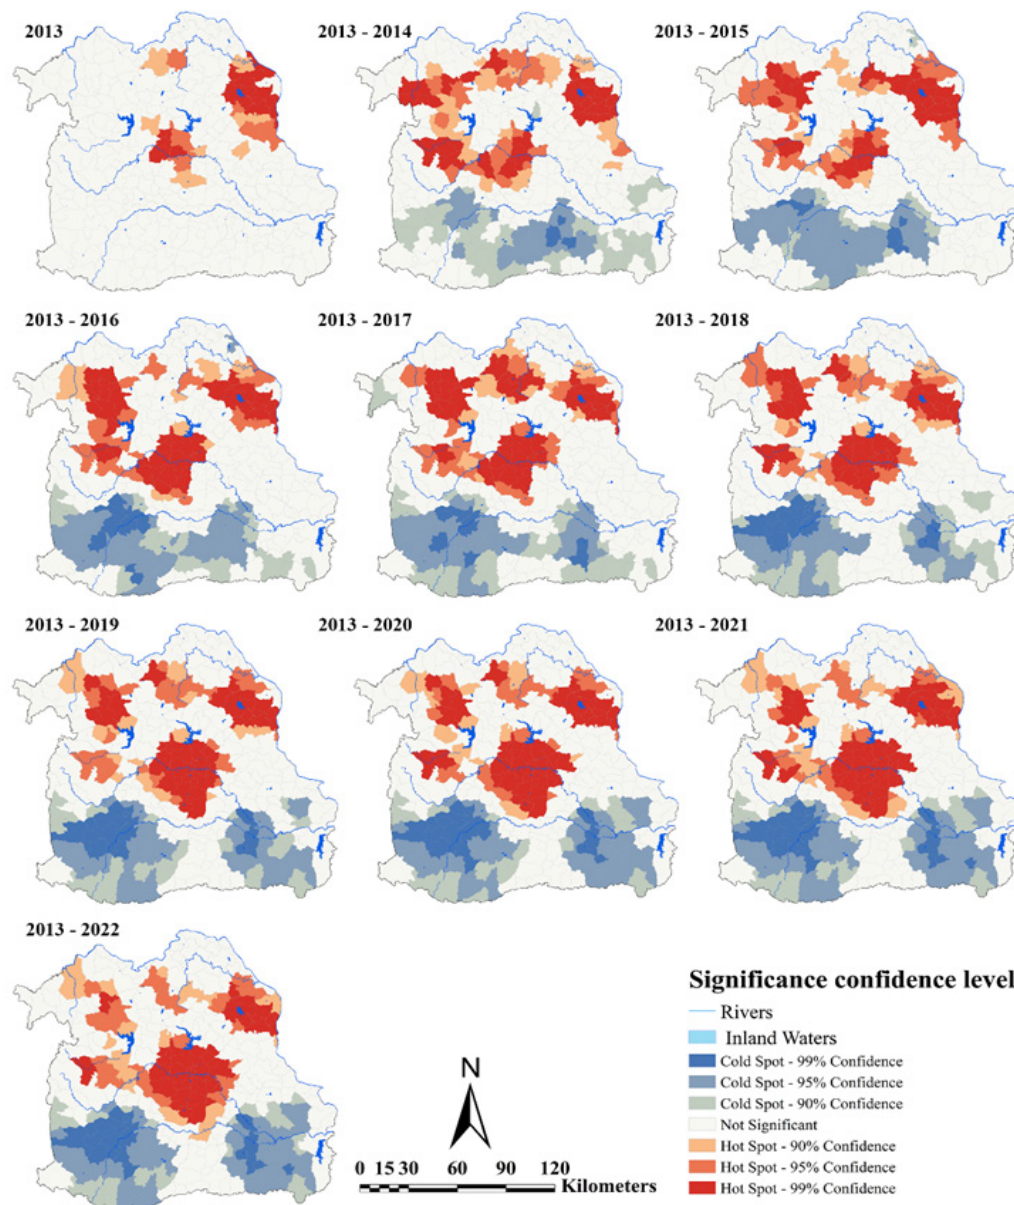 2013
2013 - 2014
2013 - 2015
2013 - 2016
2013 - 2017
2013 - 2018
2013 - 2019
2013 - 2020
2013 - 2021
2013 - 2022
N
0 15 30 60 90 120
Kilometers
Significance confidence level
Rivers
Inland Waters
Cold Spot - 99% Confidence
Cold Spot - 95% Confidence
Cold Spot - 90% Confidence
Not Significant
Hot Spot - 90% Confidence
Hot Spot - 95% Confidence
Hot Spot - 99% Confidence